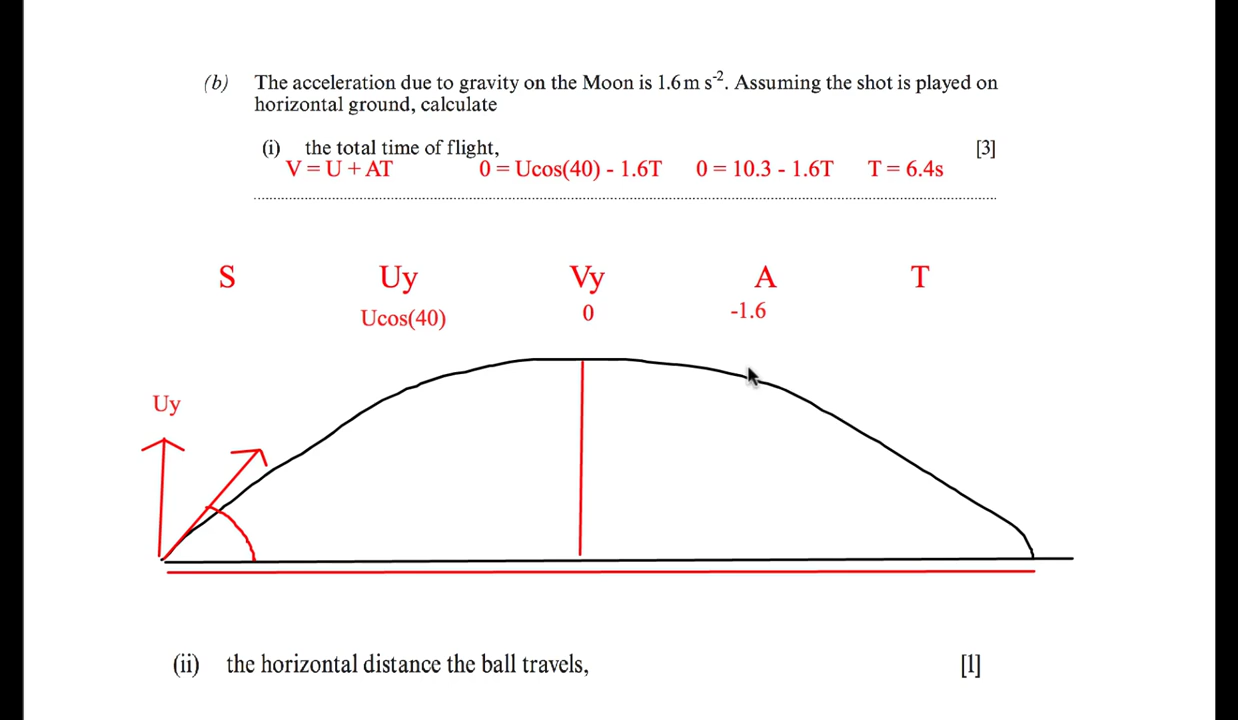 (b) The acceleration due to gravity on the Moon is 1.6 m s⁻². Assuming the shot is played on
horizontal ground, calculate
(i) the total time of flight, [3]
V = U + AT 0 = Ucos(40) - 1.6T 0 = 10.3 - 1.6T T = 6.4s
S Uy Vy A T
Ucos(40) 0 -1.6
Uy
(ii) the horizontal distance the ball travels, [1]